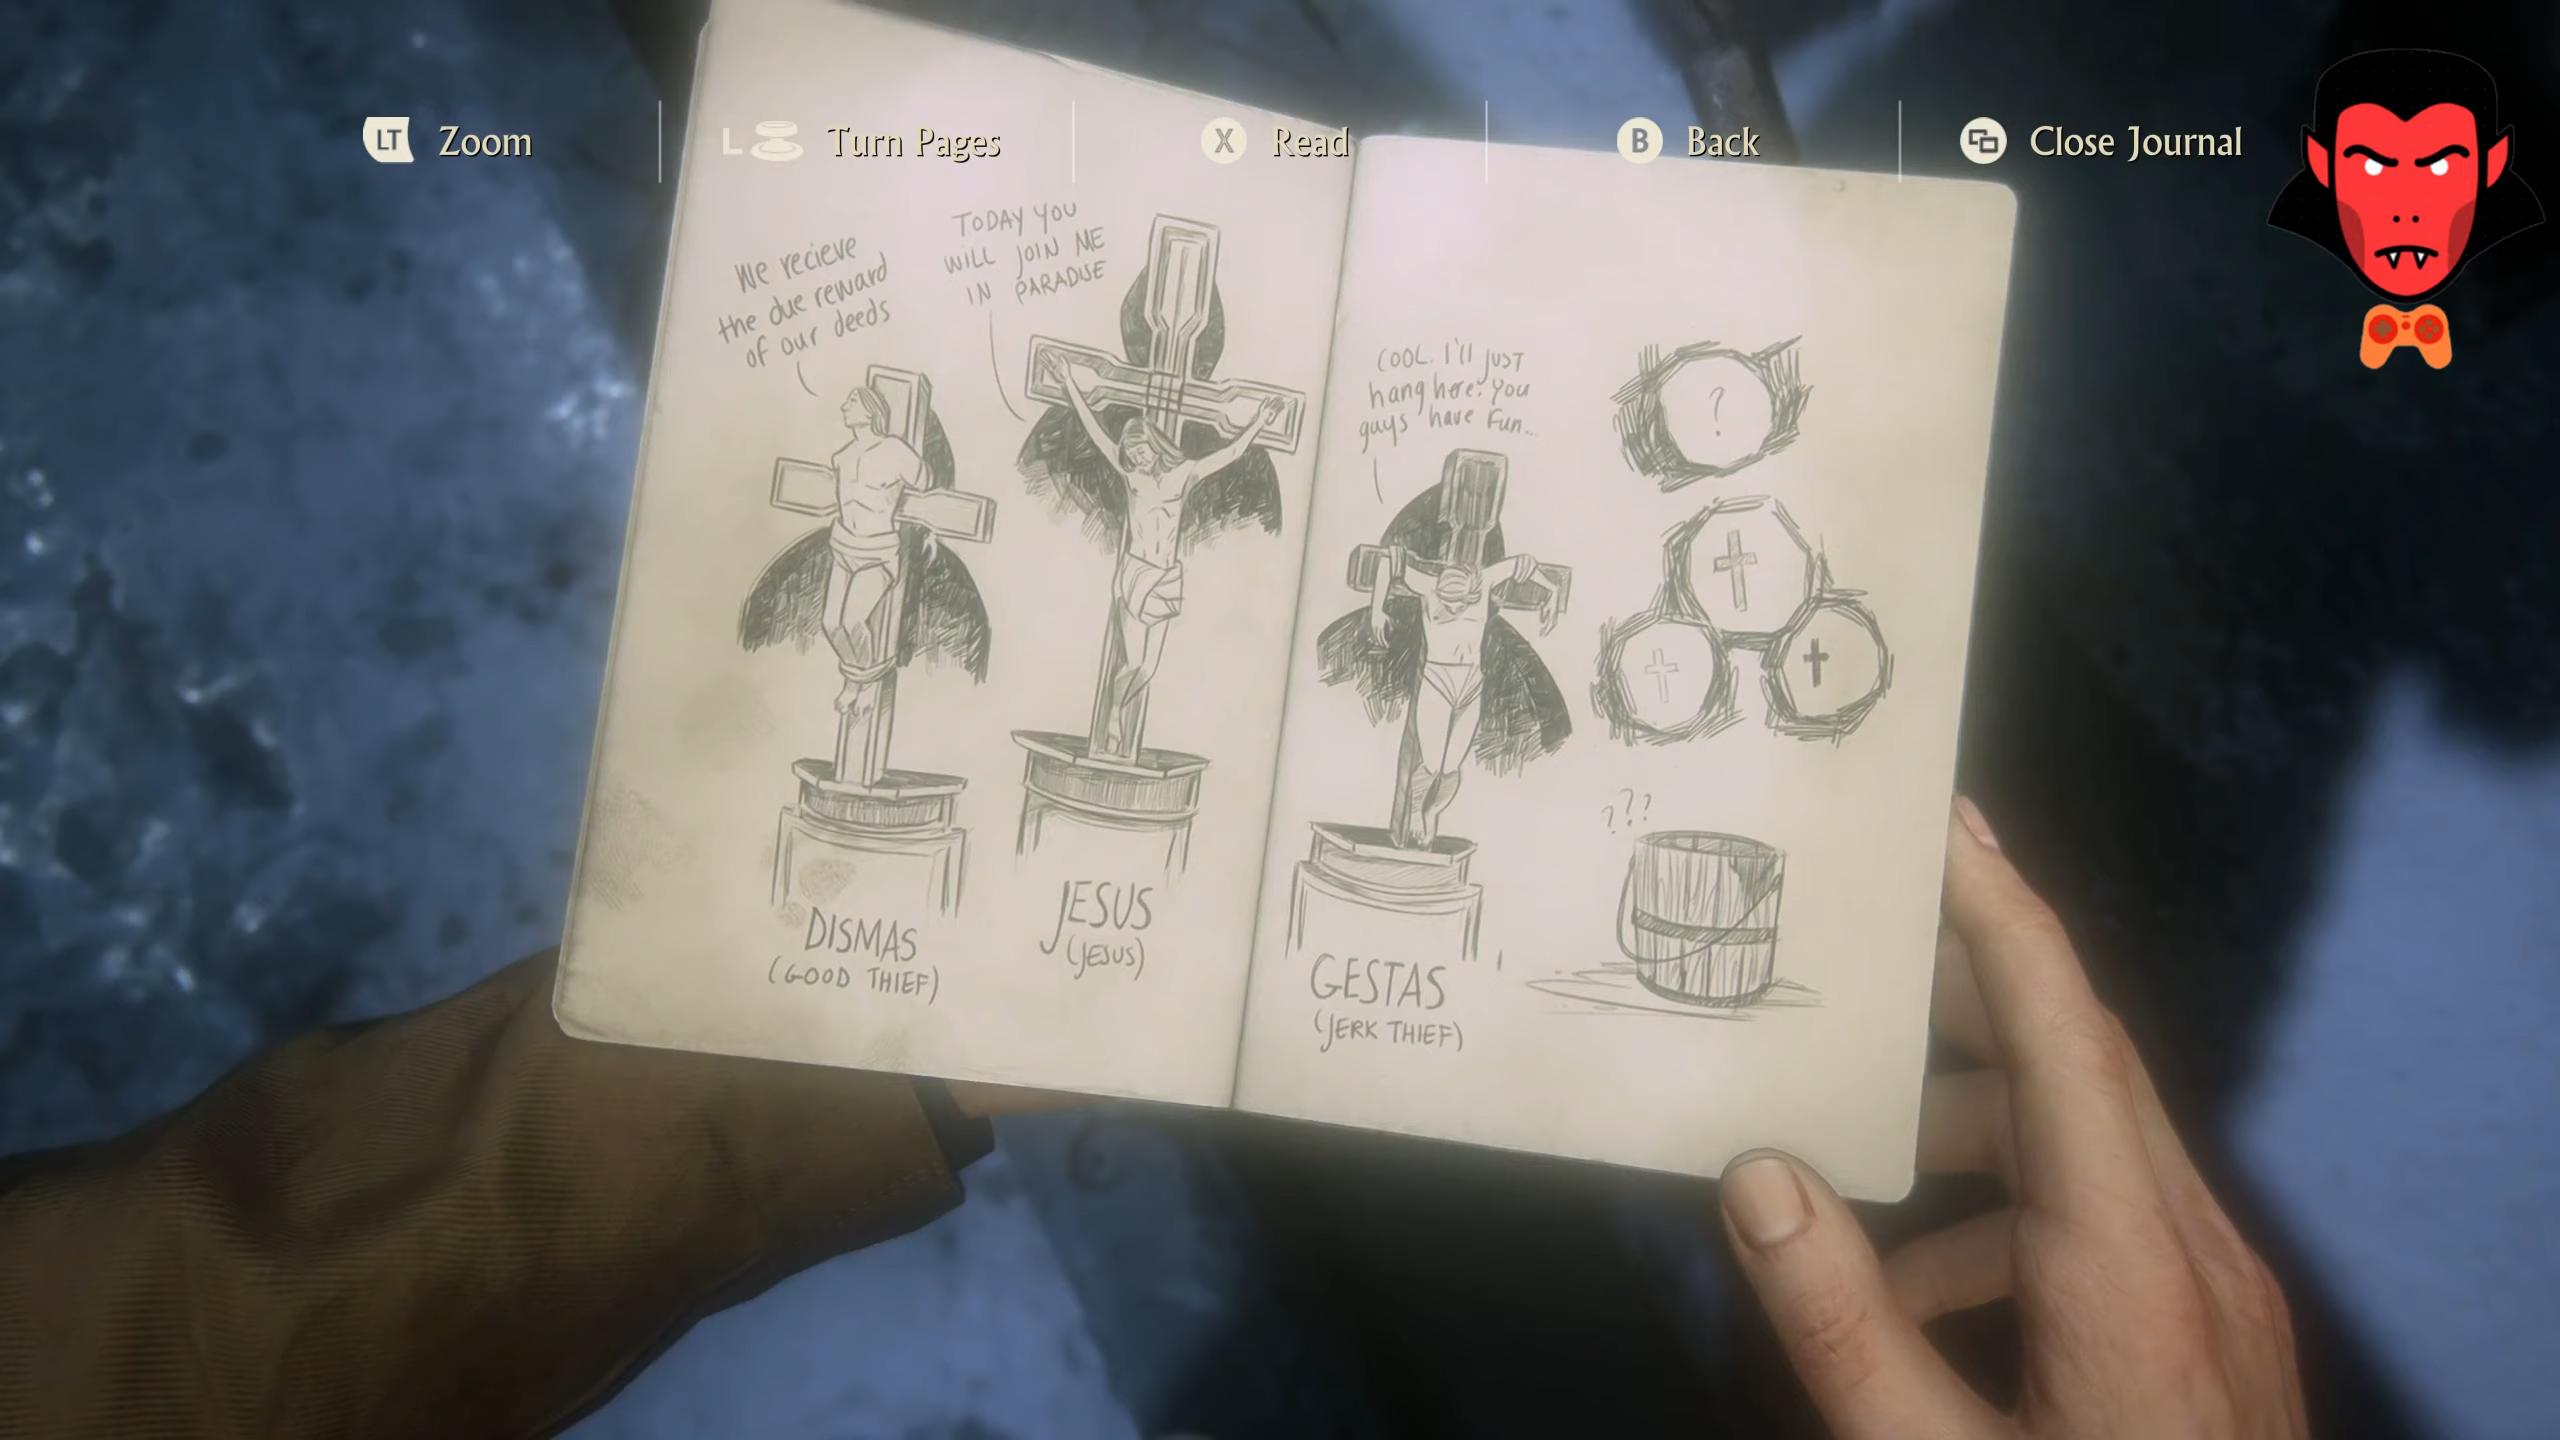 LT Zoom
L Turn Pages
X Read
B Back
Close Journal
We recieve
the due reward
of our deeds
TODAY YOU
WILL JOIN ME
IN PARADISE
COOL. I'll JUST
hang here. You
guys have fun...
?
???
DISMAS
(GOOD THIEF)
JESUS
(JESUS)
GESTAS
(JERK THIEF)